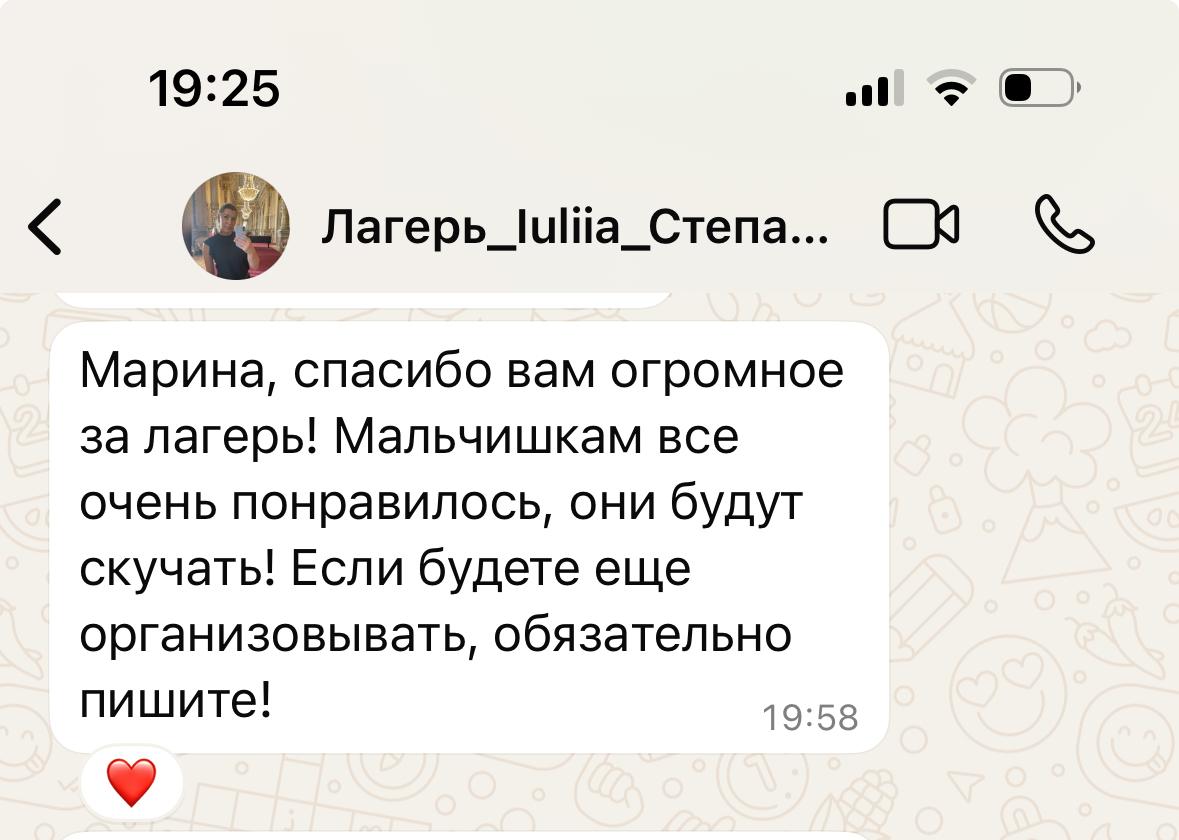 19:25
Лагерь_Iuliia_Степа...
Марина, спасибо вам огромное
за лагерь! Мальчишкам все
очень понравилось, они будут
скучать! Если будете еще
организовывать, обязательно
пишите!
19:58